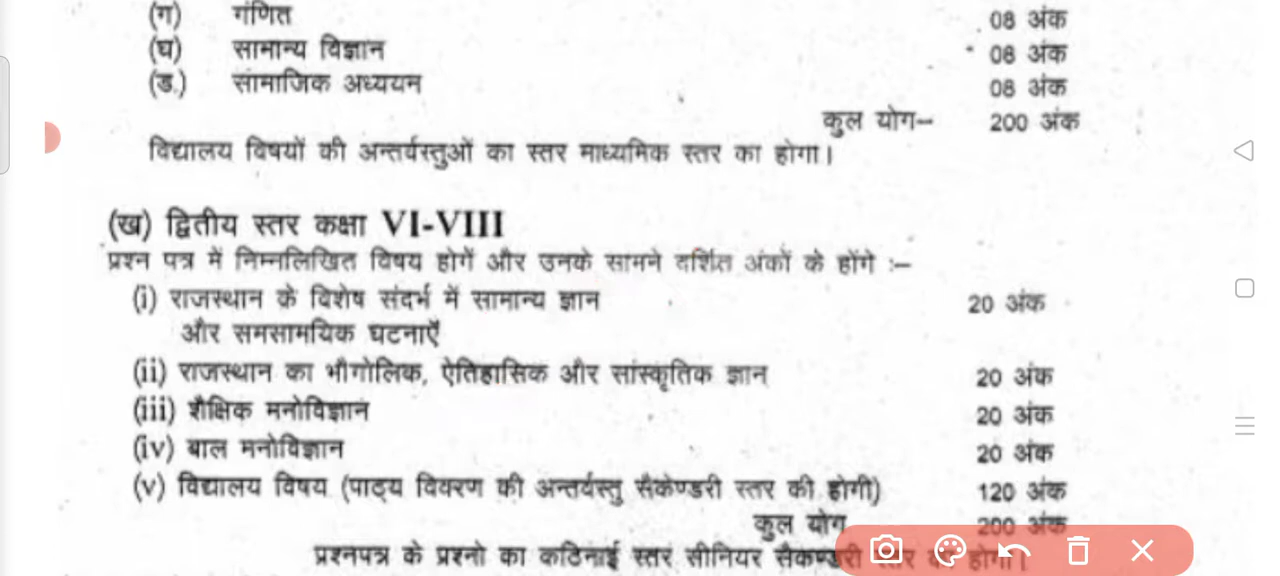 (ग) गणित 08 अंक
(घ) सामान्य विज्ञान 08 अंक
(ड.) सामाजिक अध्ययन 08 अंक
कुल योग– 200 अंक
विद्यालय विषयों की अन्तर्वस्तुओं का स्तर माध्यमिक स्तर का होगा।
(ख) द्वितीय स्तर कक्षा VI-VIII
प्रश्न पत्र में निम्नलिखित विषय होगें और उनके सामने दर्शित अंकों के होंगे :–
(i) राजस्थान के विशेष संदर्भ में सामान्य ज्ञान 20 अंक
और समसामयिक घटनाऐं
(ii) राजस्थान का भौगोलिक, ऐतिहासिक और सांस्कृतिक ज्ञान 20 अंक
(iii) शैक्षिक मनोविज्ञान 20 अंक
(iv) बाल मनोविज्ञान 20 अंक
(v) विद्यालय विषय (पाठ्य विवरण की अन्तर्वस्तु सैकेण्डरी स्तर की होगी) 120 अंक
कुल योग 200 अंक
प्रश्नपत्र के प्रश्नो का कठिनाई स्तर सीनियर सैकण्डरी स्तर का होगा।